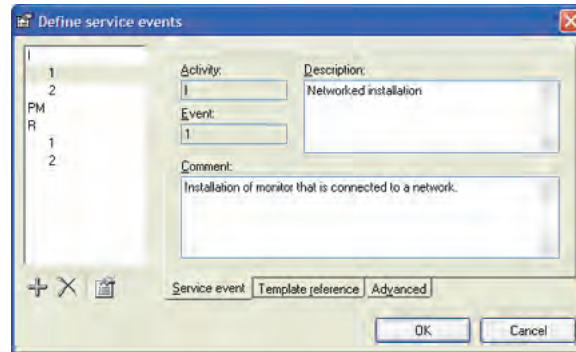 Define service events
I
1
2
PM
R
1
2
Activity:
I
Event:
1
Description:
Networked installation
Comment:
Installation of monitor that is connected to a network.
Service event
Template reference
Advanced
OK
Cancel